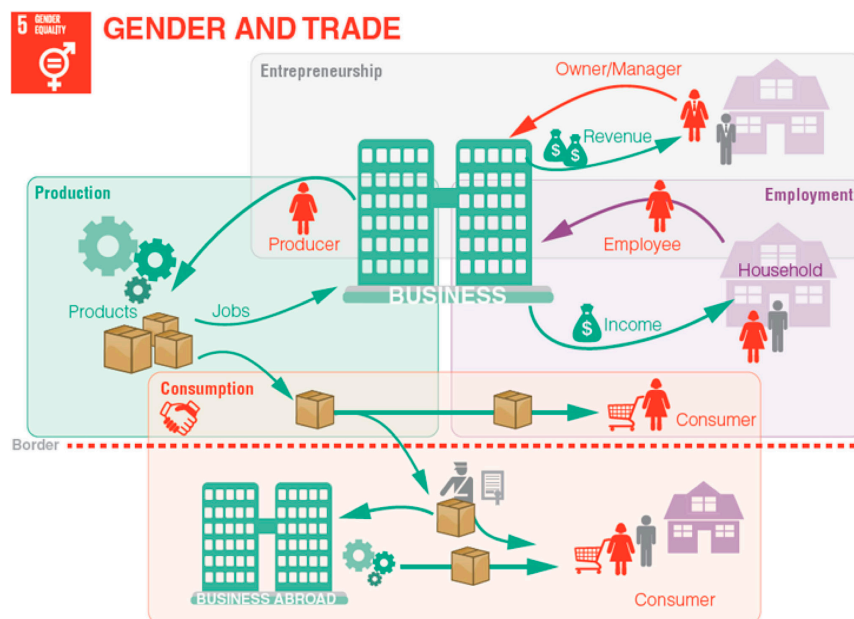 5 GENDER
EQUALITY
GENDER AND TRADE
Entrepreneurship
Owner/Manager
$ $ Revenue
Production
Employment
Producer
Employee
Household
Products
Jobs
BUSINESS
$ Income
Consumption
Consumer
Border
BUSINESS ABROAD
Consumer